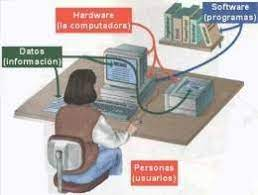 Hardware
(la computadora)
Software
(programas)
Datos
(información)
Personas
(usuarios)